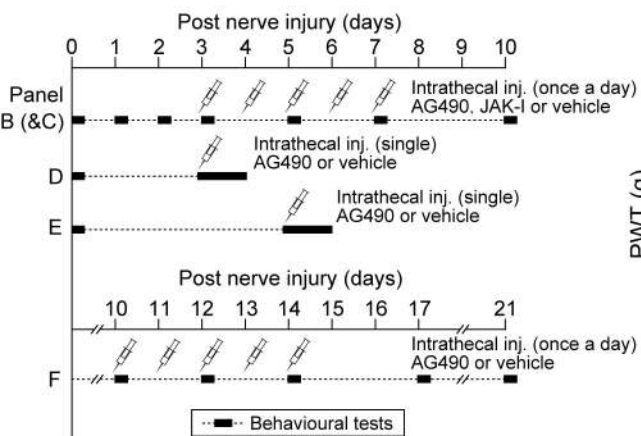 Post nerve injury (days)
0 1 2 3 4 5 6 7 8 9 10
Panel
B (&C)
Intrathecal inj. (once a day)
AG490, JAK-I or vehicle
D
Intrathecal inj. (single)
AG490 or vehicle
E
Intrathecal inj. (single)
AG490 or vehicle
Post nerve injury (days)
10 11 12 13 14 15 16 17 21
F
Intrathecal inj. (once a day)
AG490 or vehicle
Behavioural tests
PWT (g)